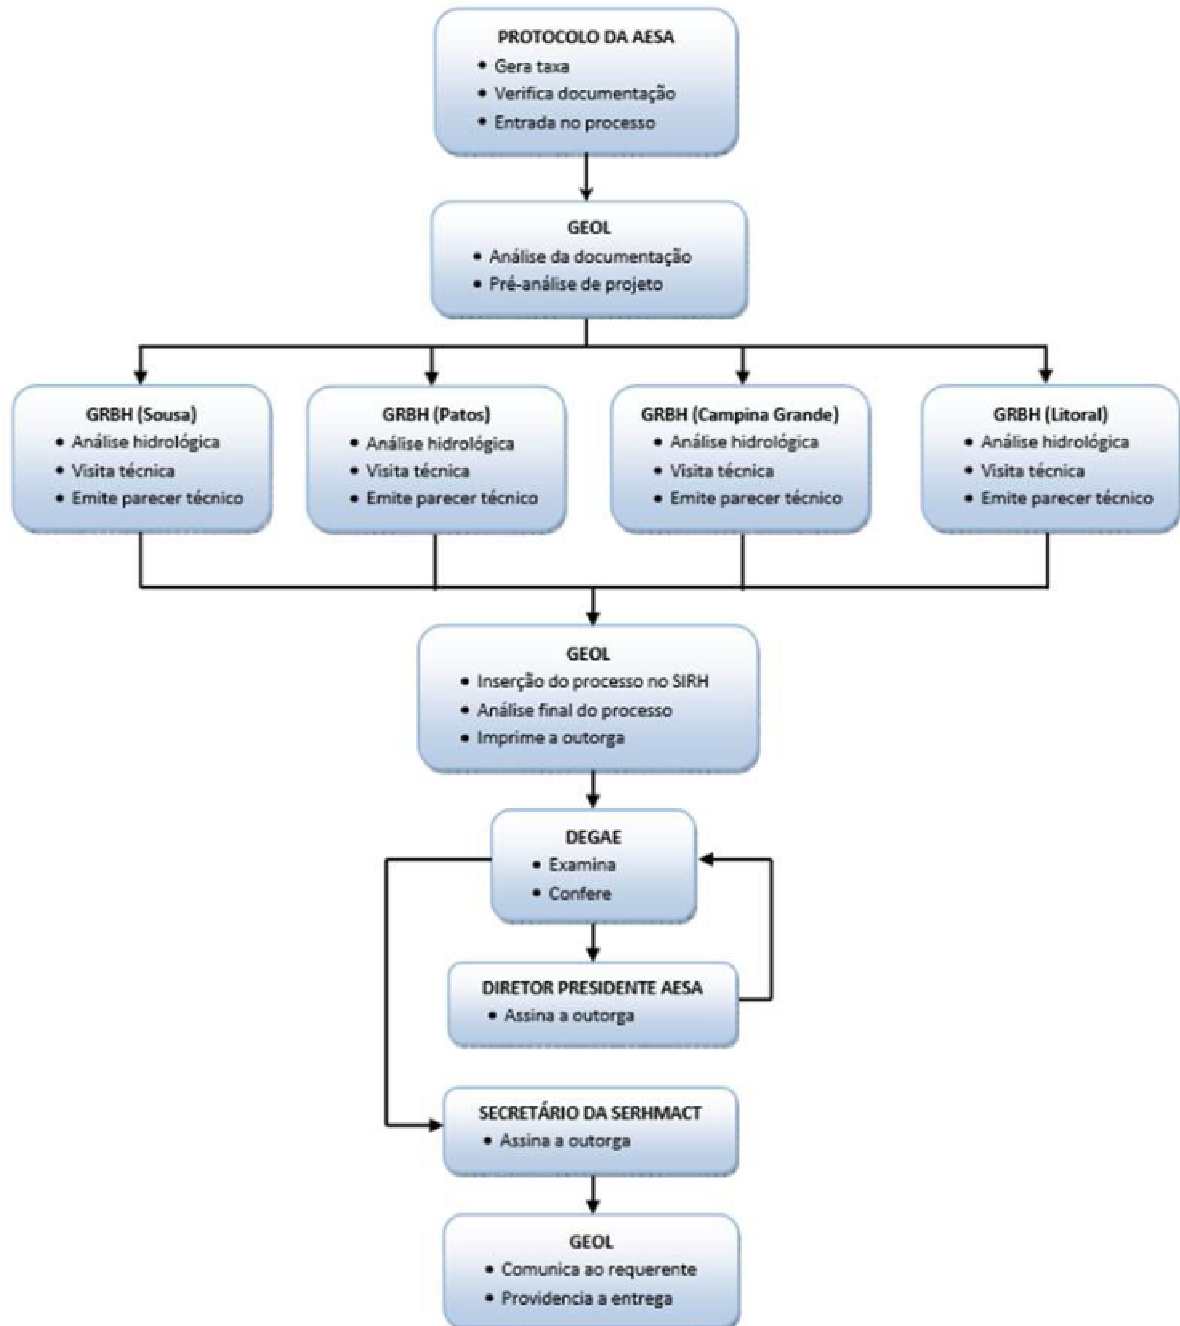 PROTOCOLO DA AESA
• Gera taxa
• Verifica documentação
• Entrada no processo
GEOL
• Análise da documentação
• Pré-análise de projeto
GRBH (Sousa)
• Análise hidrológica
• Visita técnica
• Emite parecer técnico
GRBH (Patos)
• Análise hidrológica
• Visita técnica
• Emite parecer técnico
GRBH (Campina Grande)
• Análise hidrológica
• Visita técnica
• Emite parecer técnico
GRBH (Litoral)
• Análise hidrológica
• Visita técnica
• Emite parecer técnico
GEOL
• Inserção do processo no SIRH
• Análise final do processo
• Imprime a outorga
DEGAE
• Examina
• Confere
DIRETOR PRESIDENTE AESA
• Assina a outorga
SECRETÁRIO DA SERHMACT
• Assina a outorga
GEOL
• Comunica ao requerente
• Providencia a entrega